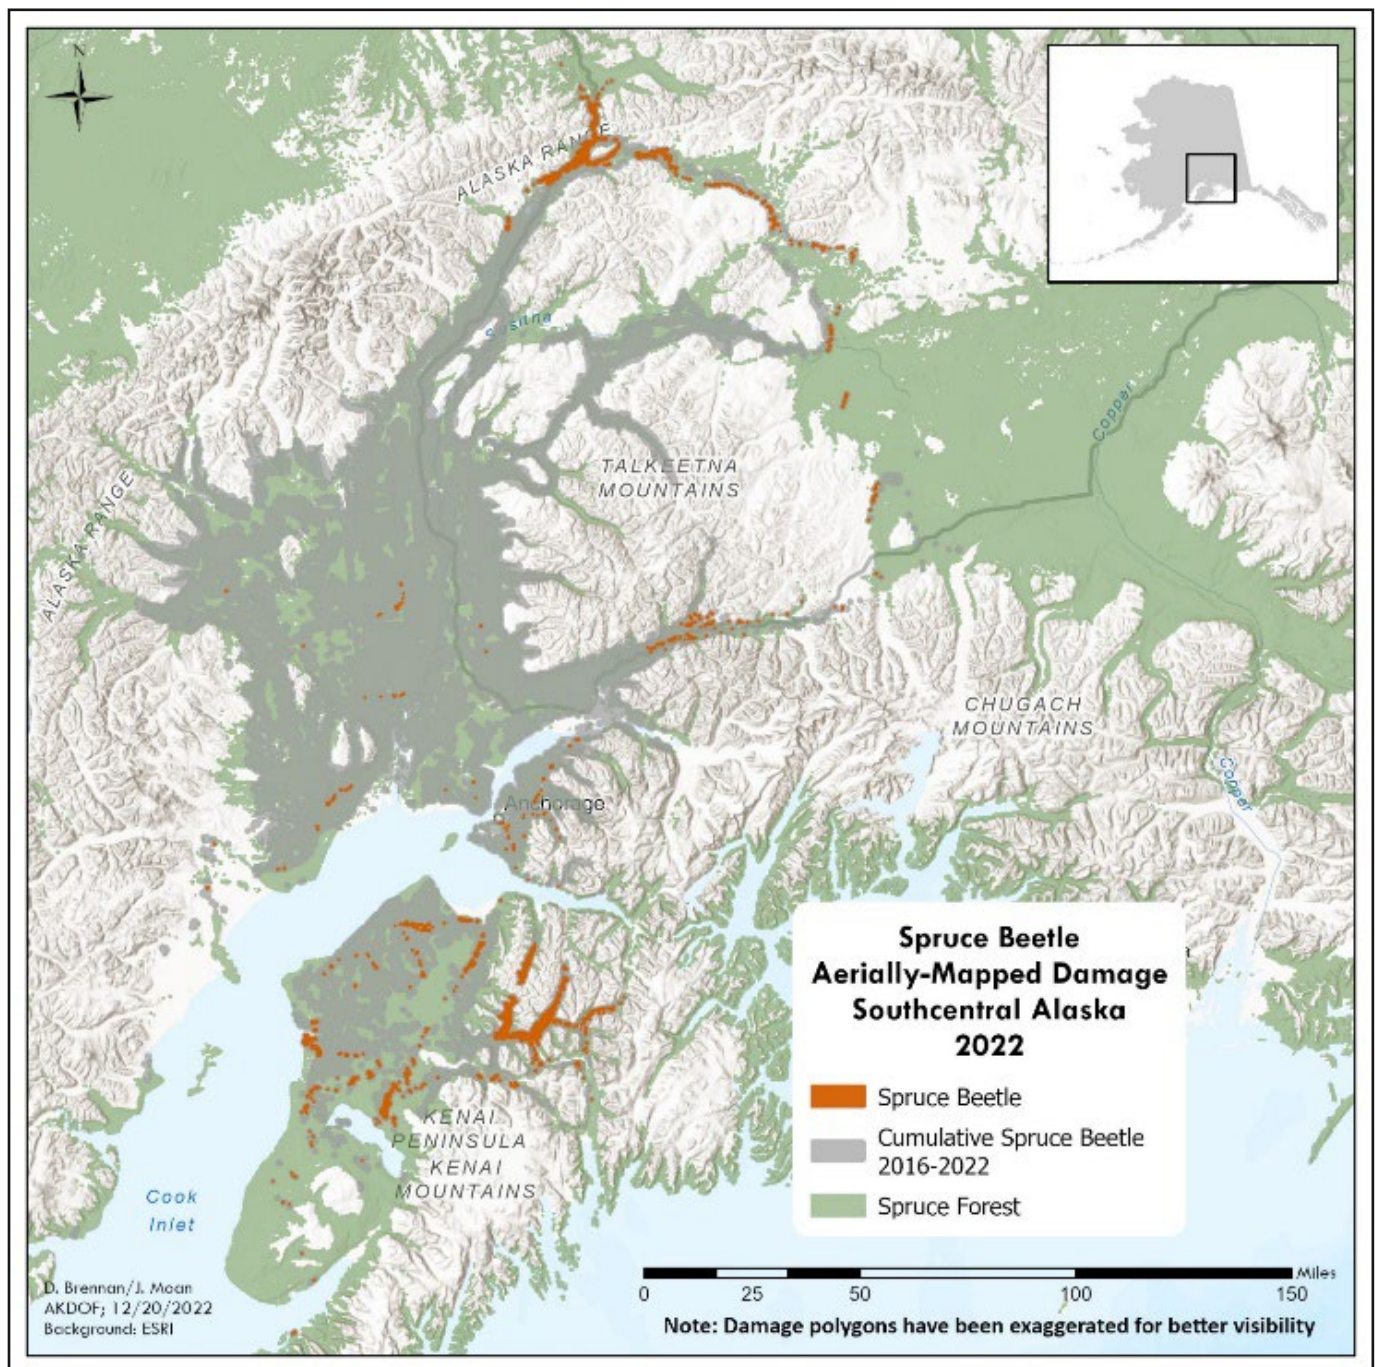 N
ALASKA RANGE
Susitna
Copper
TALKEETNA
MOUNTAINS
ALASKA RANGE
CHUGACH
MOUNTAINS
Copper
Anchorage
Spruce Beetle
Aerially-Mapped Damage
Southcentral Alaska
2022
Spruce Beetle
Cumulative Spruce Beetle
2016-2022
Spruce Forest
KENAI
PENINSULA
KENAI
MOUNTAINS
Cook
Inlet
D. Brennan/J. Moan
AKDOF; 12/20/2022
Background: ESRI
Miles
0 25 50 100 150
Note: Damage polygons have been exaggerated for better visibility